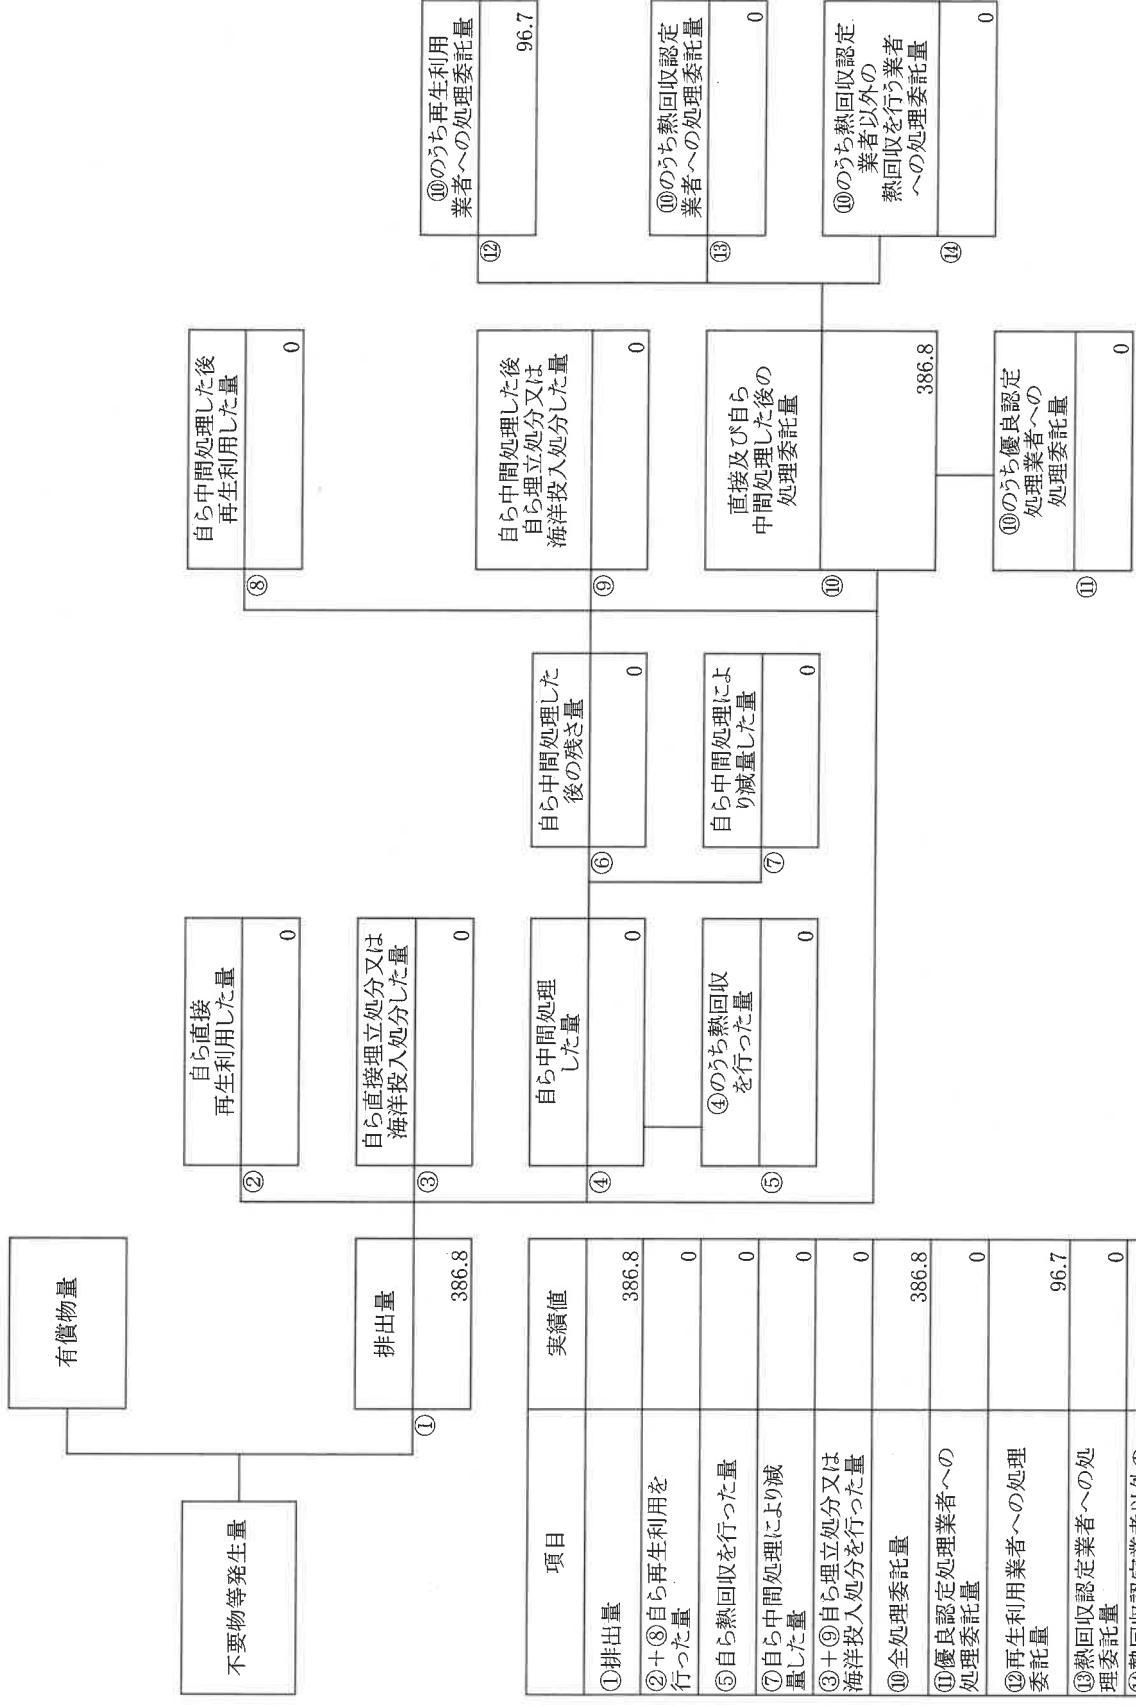 不要物等発生量
有償物量
①
排出量
386.8
②
自ら直接
再生利用した量
0
③
自ら直接埋立処分又は
海洋投入処分した量
0
④
自ら中間処理
した量
0
⑤
④のうち熱回収
を行った量
0
⑥
自ら中間処理した
後の残さ量
0
⑦
自ら中間処理によ
り減量した量
0
⑧
自ら中間処理した後
再生利用した量
0
⑨
自ら中間処理した後
自ら埋立処分又は
海洋投入処分した量
0
⑩
直接及び自ら
中間処理した後の
処理委託量
386.8
⑪
⑩のうち優良認定
処理業者への
処理委託量
0
⑫
⑩のうち再生利用
業者への処理委託量
96.7
⑬
⑩のうち熱回収認定
業者への処理委託量
0
⑭
⑩のうち熱回収認定
業者以外の
熱回収を行う業者
への処理委託量
0
項目
実績値
①排出量
386.8
②＋⑧自ら再生利用を
行った量
0
⑤自ら熱回収を行った量
0
⑦自ら中間処理により減
量した量
0
③＋⑨自ら埋立処分又は
海洋投入処分を行った量
0
⑩全処理委託量
386.8
⑪優良認定処理業者への
処理委託量
0
⑫再生利用業者への処理
委託量
96.7
⑬熱回収認定業者への処
理委託量
0